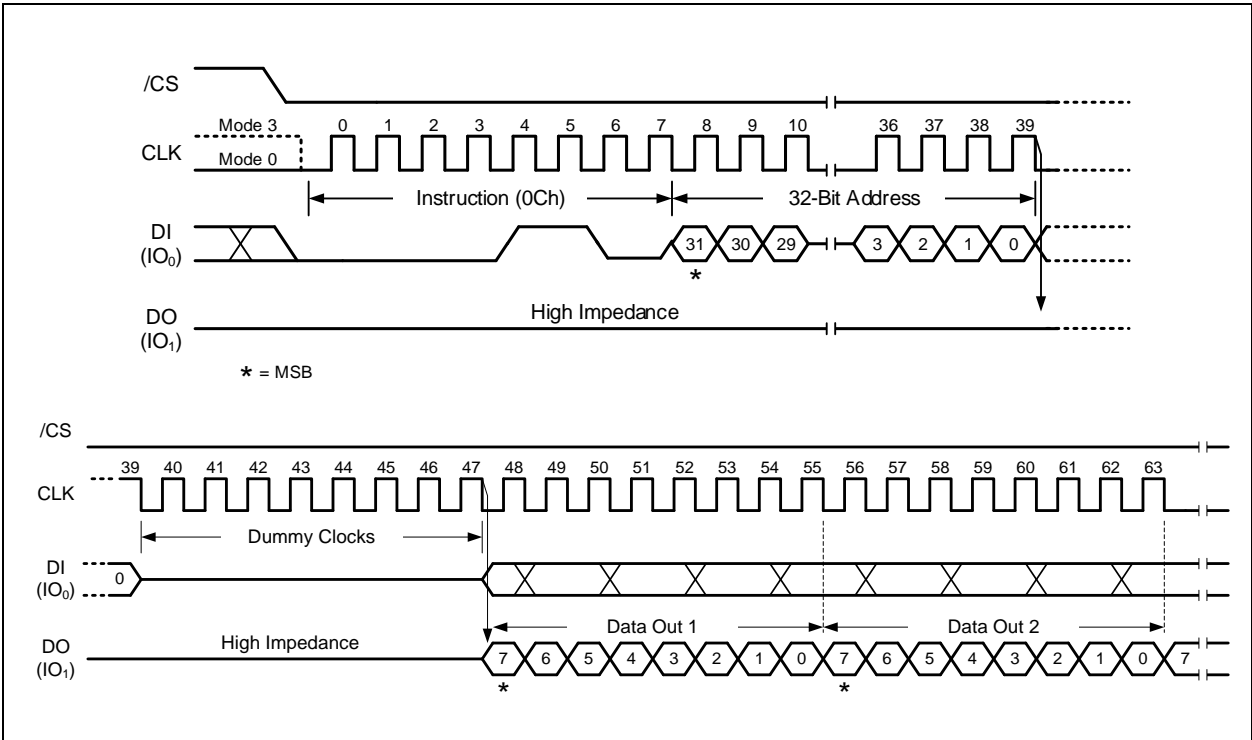 /CS
Mode 3 0 1 2 3 4 5 6 7 8 9 10 36 37 38 39
CLK
Mode 0
Instruction (0Ch) 32-Bit Address
DI
(IO₀)
31 30 29 3 2 1 0
*
DO
(IO₁)
High Impedance
* = MSB
/CS
39 40 41 42 43 44 45 46 47 48 49 50 51 52 53 54 55 56 57 58 59 60 61 62 63
CLK
Dummy Clocks
DI
(IO₀)
0
Data Out 1 Data Out 2
DO
(IO₁)
High Impedance
7 6 5 4 3 2 1 0 7 6 5 4 3 2 1 0 7
* *